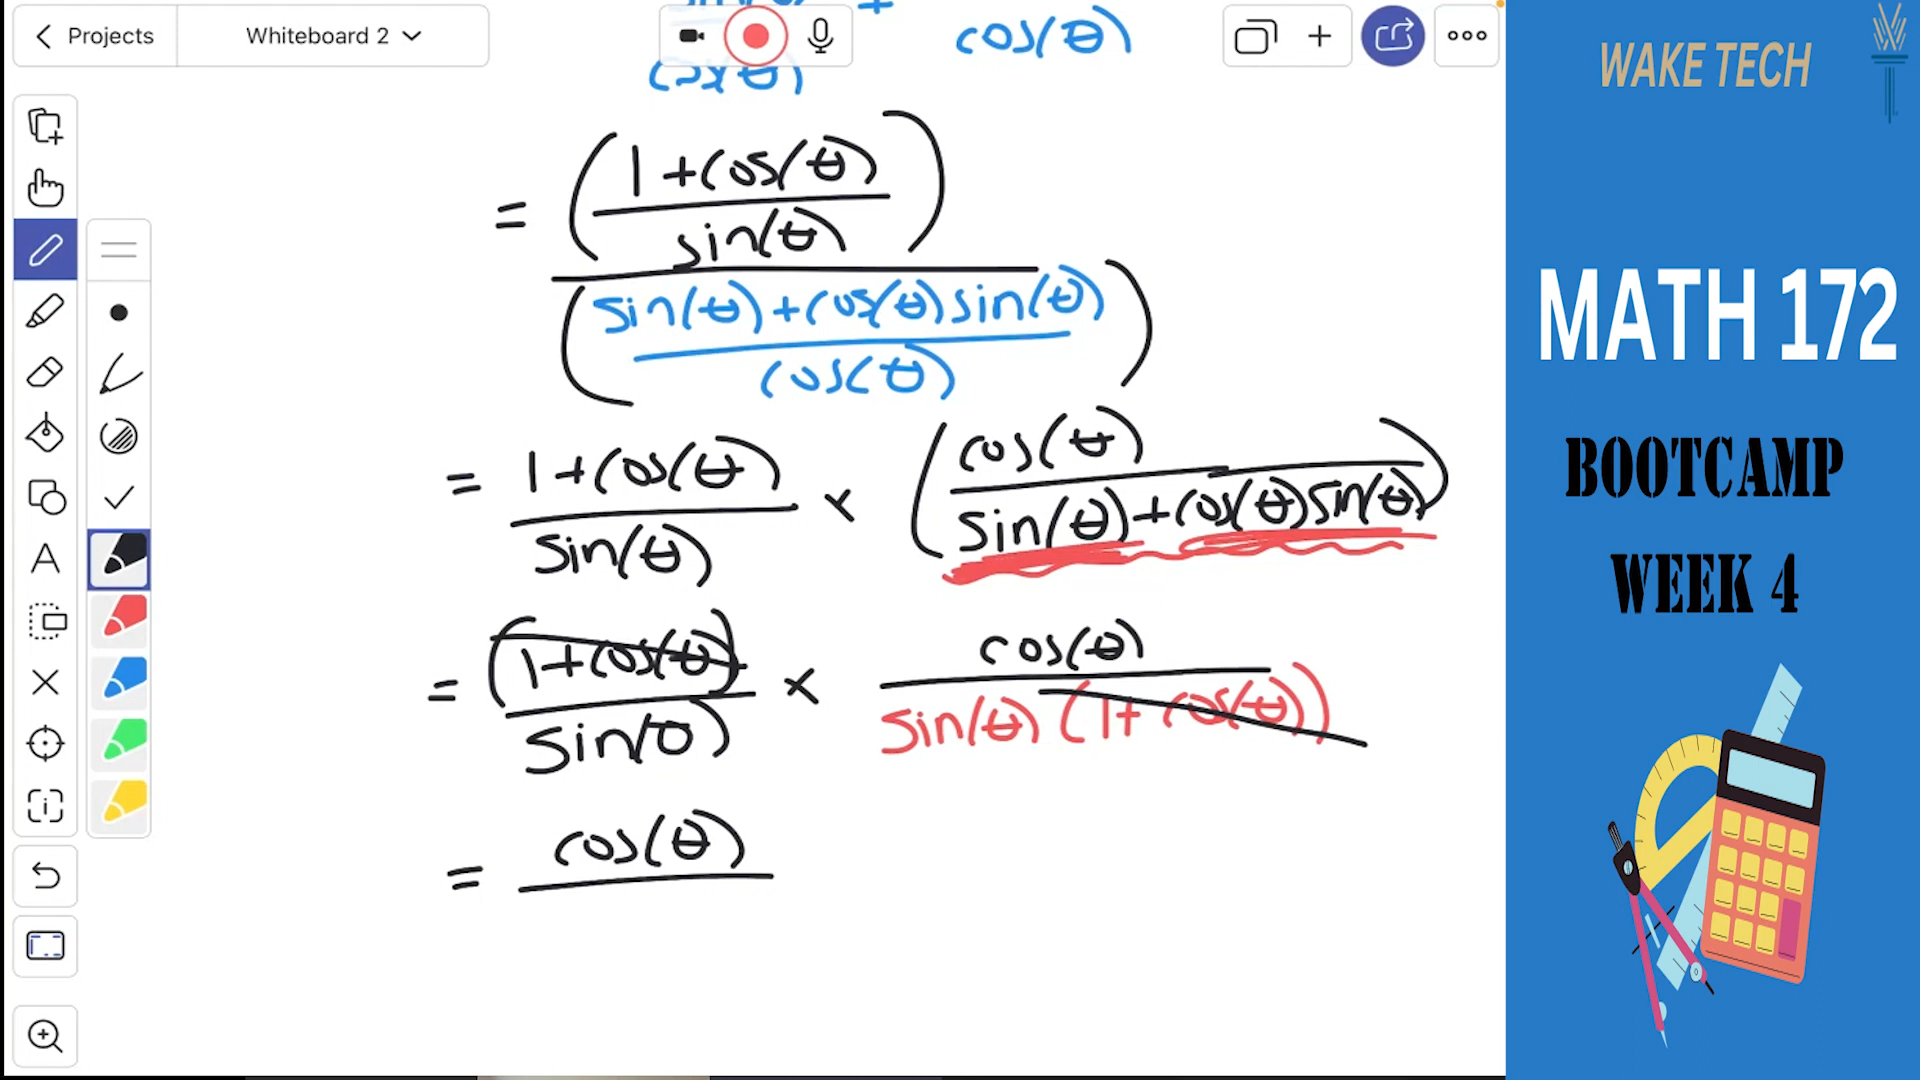 Projects
Whiteboard 2
+
cos(θ)
cos(θ)
= (1 + cos(θ) / sin(θ))
(sin(θ) + cos(θ) sin(θ) / cos(θ))
= 1 + cos(θ) / sin(θ) × (cos(θ) / sin(θ) + cos(θ) sin(θ))
= (1 + cos(θ)) / sin(θ) × cos(θ) / sin(θ) (1 + cos(θ))
= cos(θ)
WAKE TECH
MATH 172
BOOTCAMP
WEEK 4